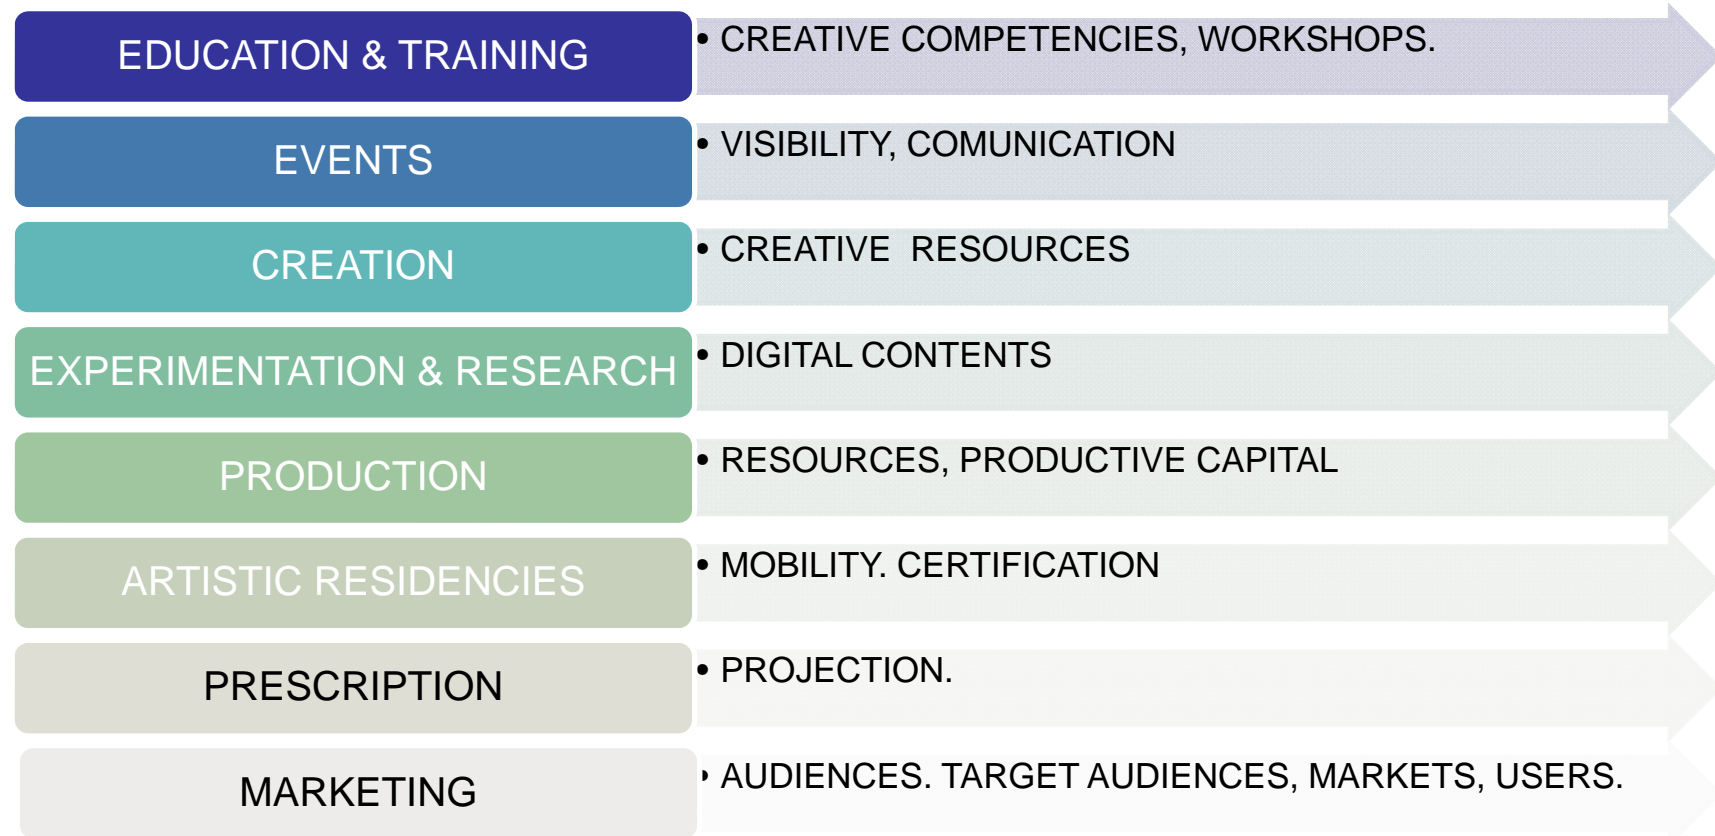 EDUCATION & TRAINING
• CREATIVE COMPETENCIES, WORKSHOPS.
EVENTS
• VISIBILITY, COMUNICATION
CREATION
• CREATIVE  RESOURCES
EXPERIMENTATION & RESEARCH
• DIGITAL CONTENTS
PRODUCTION
• RESOURCES, PRODUCTIVE CAPITAL
ARTISTIC RESIDENCIES
• MOBILITY. CERTIFICATION
PRESCRIPTION
• PROJECTION.
MARKETING
• AUDIENCES. TARGET AUDIENCES, MARKETS, USERS.